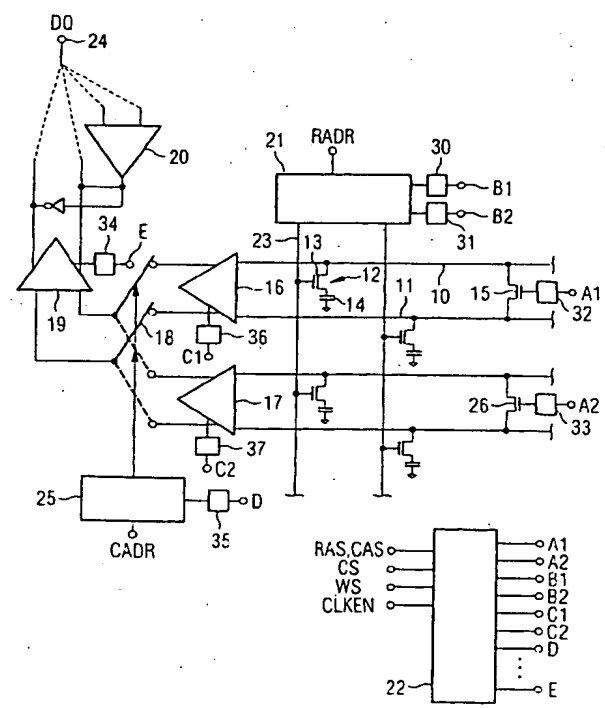 DQ
24
20
RADR
21
30
B1
B2
31
34
E
23
13
12
10
16
14
11
15
A1
32
19
18
36
C1
17
26
A2
33
37
C2
25
D
35
CADR
RAS,CAS
CS
WS
CLKEN
22
A1
A2
B1
B2
C1
C2
D
E